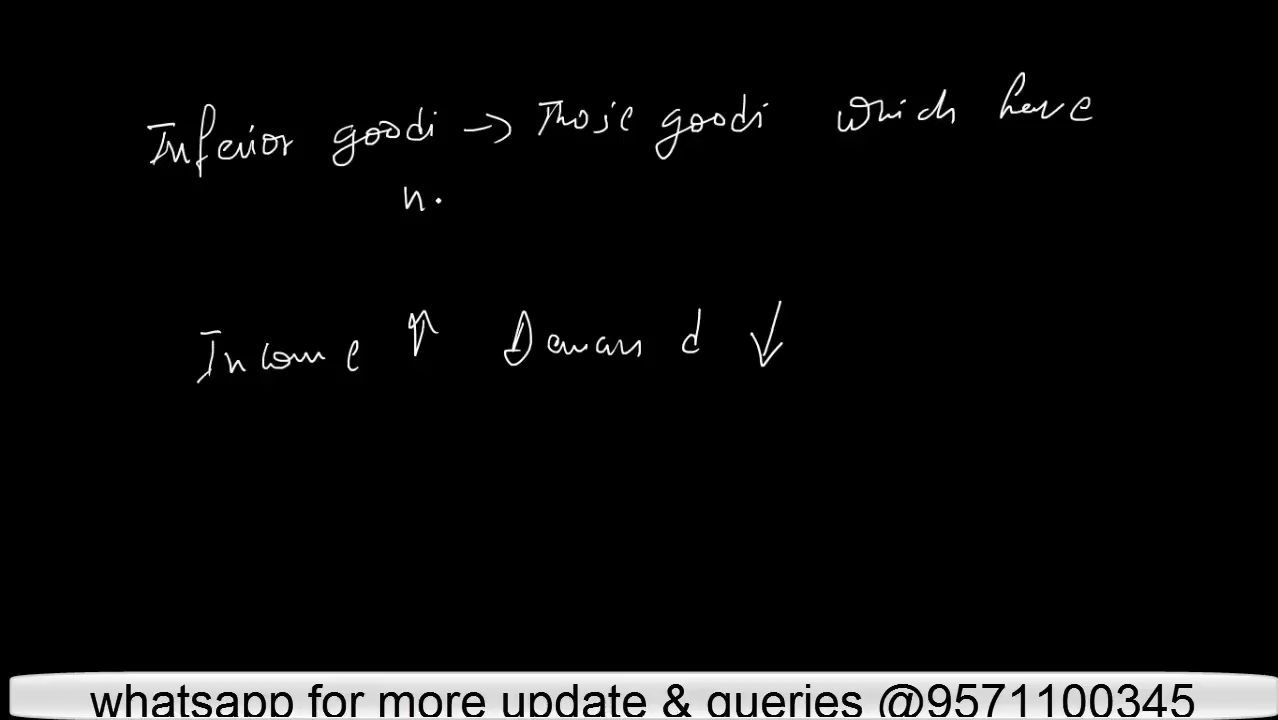 Inferior goods → Those goods which have
n.
Income ↑ Demand ↓
whatsapp for more update & queries @9571100345